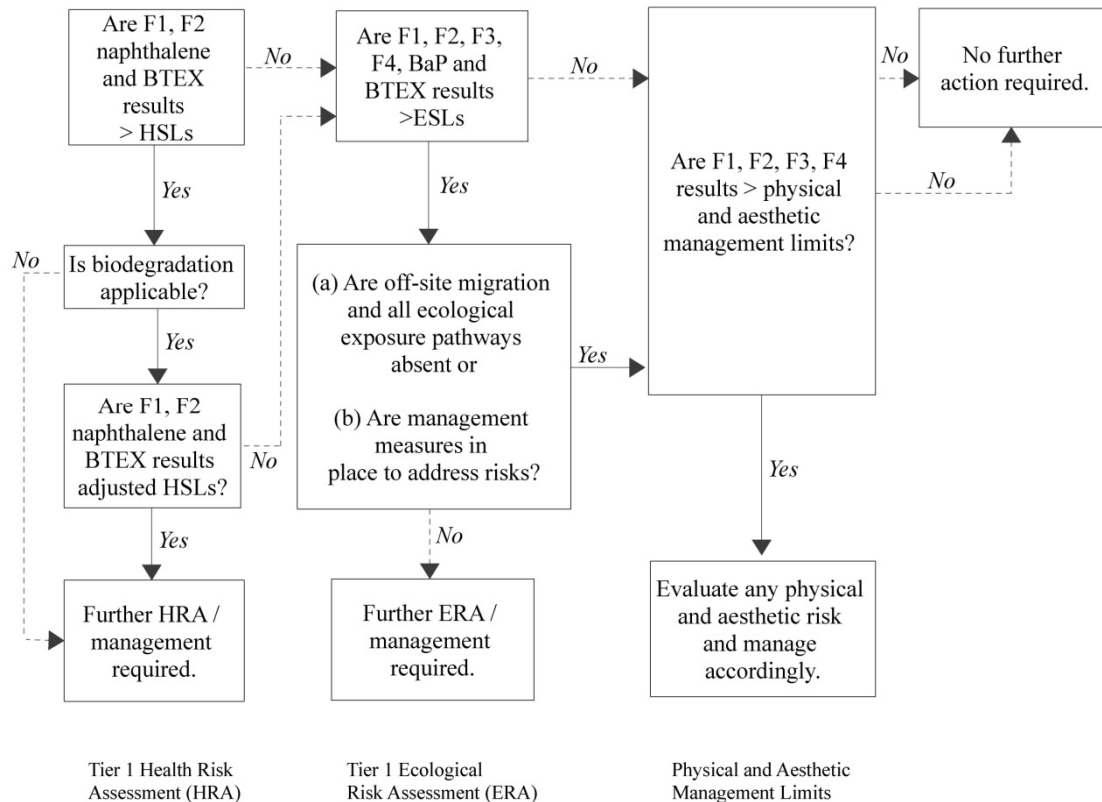 Are F1, F2
naphthalene
and BTEX
results
> HSLs
No
Yes
Is biodegradation
applicable?
No
Yes
Are F1, F2
naphthalene and
BTEX results
adjusted HSLs?
No
Yes
Further HRA /
management
required.
Are F1, F2, F3,
F4, BaP and
BTEX results
>ESLs
No
Yes
(a) Are off-site migration
and all ecological
exposure pathways
absent or
(b) Are management
measures in
place to address risks?
Yes
No
Further ERA /
management
required.
Are F1, F2, F3, F4
results > physical
and aesthetic
management limits?
No
No
Yes
No further
action required.
Evaluate any physical
and aesthetic risk
and manage
accordingly.
Tier 1 Health Risk
Assessment (HRA)
Tier 1 Ecological
Risk Assessment (ERA)
Physical and Aesthetic
Management Limits